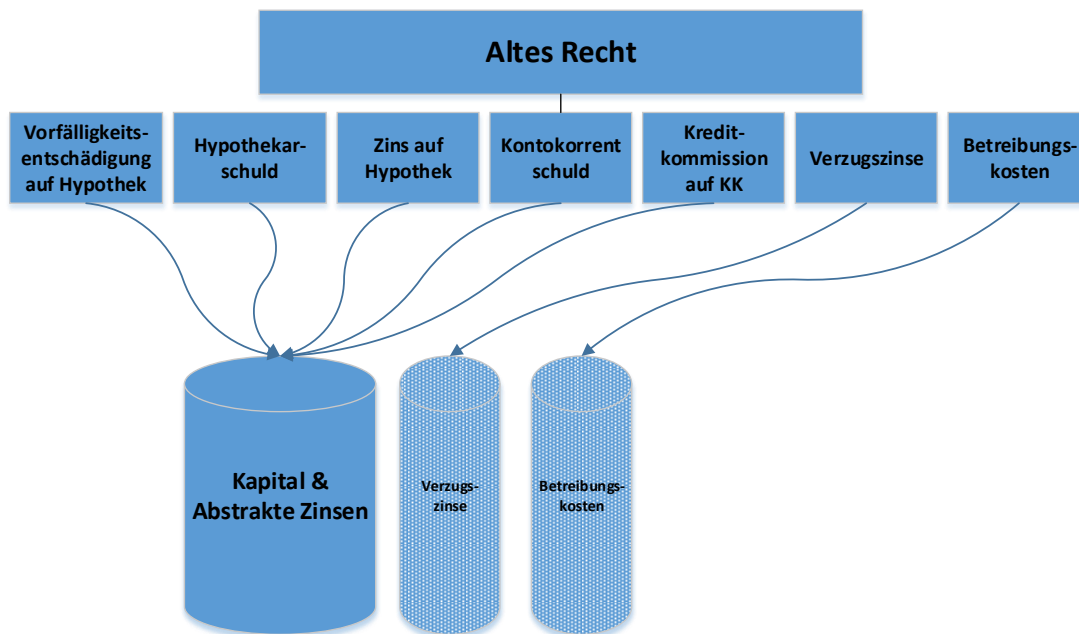 Altes Recht
Vorfälligkeits-
entschädigung
auf Hypothek
Hypothekar-
schuld
Zins auf
Hypothek
Kontokorrent
schuld
Kredit-
kommission
auf KK
Verzugszinse
Betreibungs-
kosten
Kapital &
Abstrakte Zinsen
Verzugs-
zinse
Betreibungs-
kosten